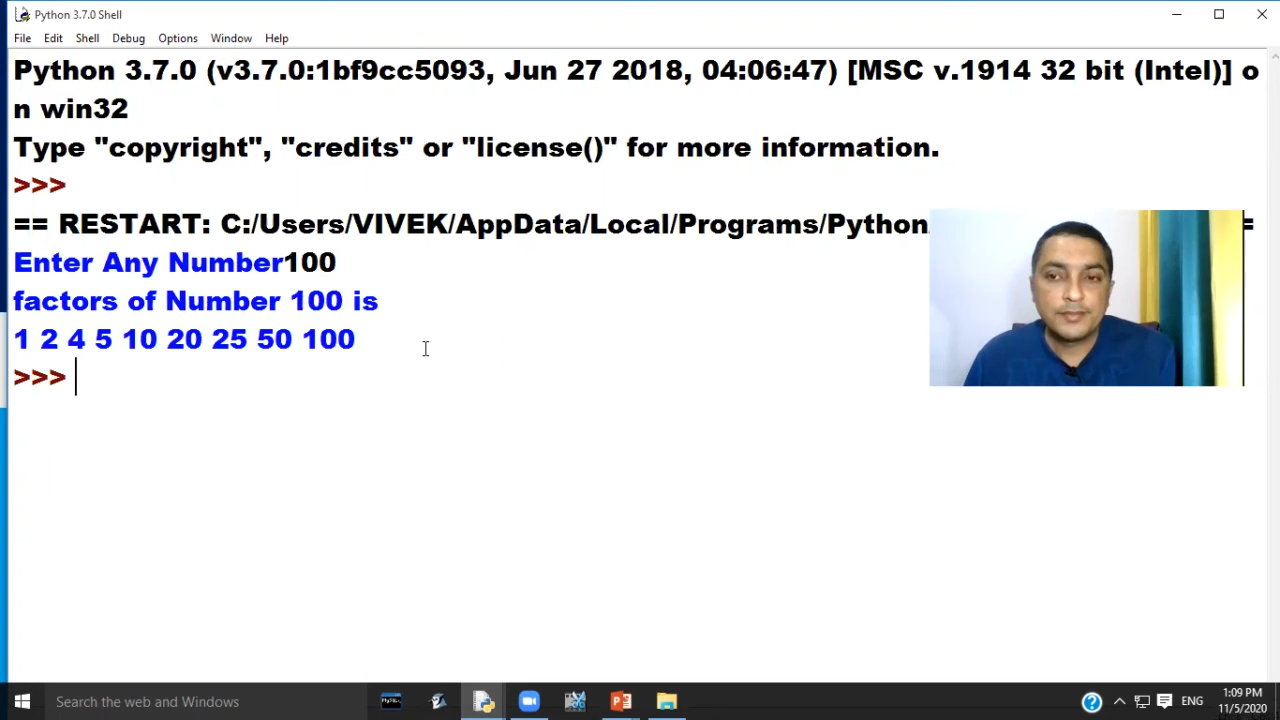 Python 3.7.0 Shell
File Edit Shell Debug Options Window Help
Python 3.7.0 (v3.7.0:1bf9cc5093, Jun 27 2018, 04:06:47) [MSC v.1914 32 bit (Intel)] o
n win32
Type "copyright", "credits" or "license()" for more information.
>>>
== RESTART: C:/Users/VIVEK/AppData/Local/Programs/Python =
Enter Any Number100
factors of Number 100 is
1 2 4 5 10 20 25 50 100
>>>
Search the web and Windows
ENG
1:09 PM
11/5/2020